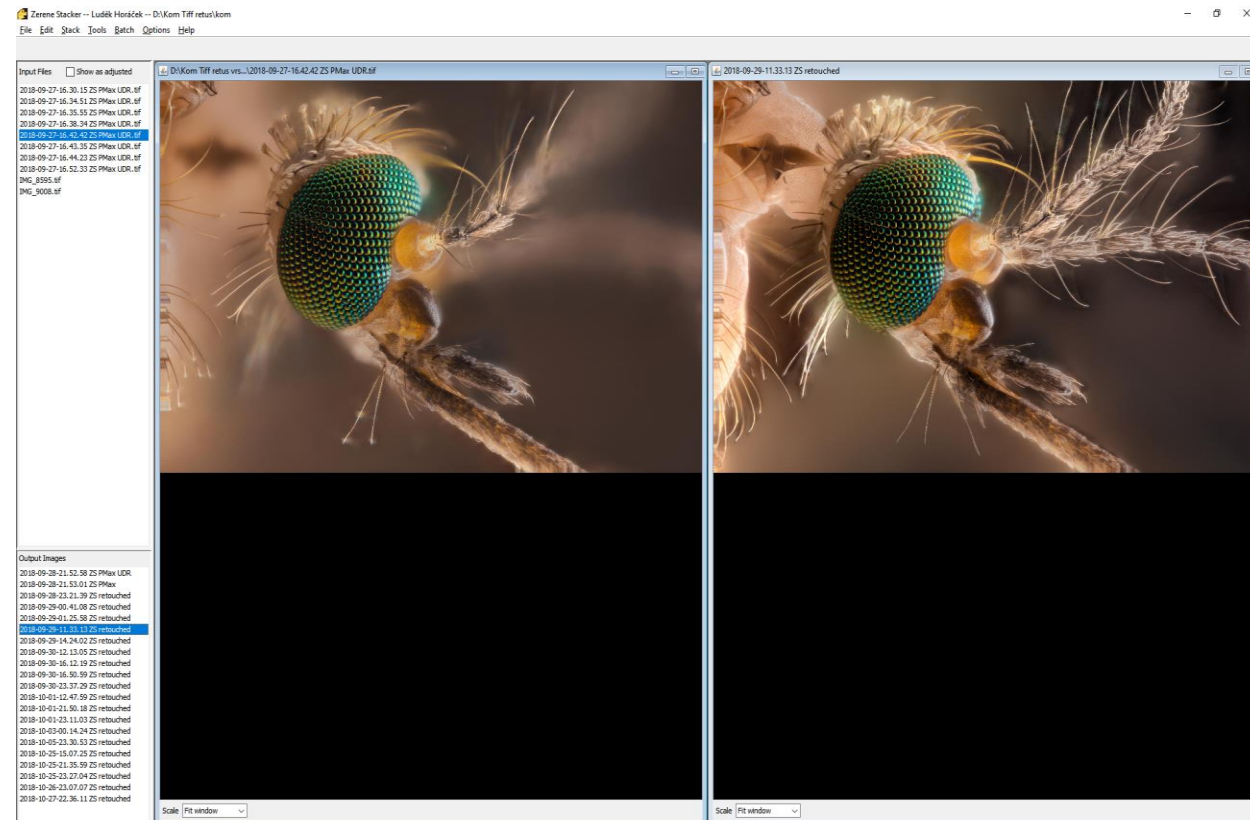 Zerene Stacker -- Luděk Horáček -- D:\Kom Tiff retus\kom
File Edit Stack Tools Batch Options Help
Input Files Show as adjusted
2018-09-27-16.30.15 ZS PMax UDR.tif
2018-09-27-16.34.51 ZS PMax UDR.tif
2018-09-27-16.35.55 ZS PMax UDR.tif
2018-09-27-16.38.34 ZS PMax UDR.tif
2018-09-27-16.42.42 ZS PMax UDR.tif
2018-09-27-16.43.35 ZS PMax UDR.tif
2018-09-27-16.44.23 ZS PMax UDR.tif
2018-09-27-16.52.33 ZS PMax UDR.tif
IMG_8595.tif
IMG_9008.tif
D:\Kom Tiff retus vrs...\2018-09-27-16.42.42 ZS PMax UDR.tif
2018-09-29-11.33.13 ZS retouched
Output Images
2018-09-28-21.52.58 ZS PMax UDR
2018-09-28-21.53.01 ZS PMax
2018-09-28-23.21.39 ZS retouched
2018-09-29-00.41.08 ZS retouched
2018-09-29-01.25.58 ZS retouched
2018-09-29-11.33.13 ZS retouched
2018-09-29-14.24.02 ZS retouched
2018-09-30-12.13.05 ZS retouched
2018-09-30-16.12.19 ZS retouched
2018-09-30-16.50.59 ZS retouched
2018-09-30-23.37.29 ZS retouched
2018-10-01-12.47.59 ZS retouched
2018-10-01-21.50.18 ZS retouched
2018-10-01-23.11.03 ZS retouched
2018-10-03-00.14.24 ZS retouched
2018-10-05-23.30.53 ZS retouched
2018-10-25-15.07.25 ZS retouched
2018-10-25-21.35.59 ZS retouched
2018-10-25-23.27.04 ZS retouched
2018-10-26-23.07.07 ZS retouched
2018-10-27-22.36.11 ZS retouched
Scale Fit window
Scale Fit window